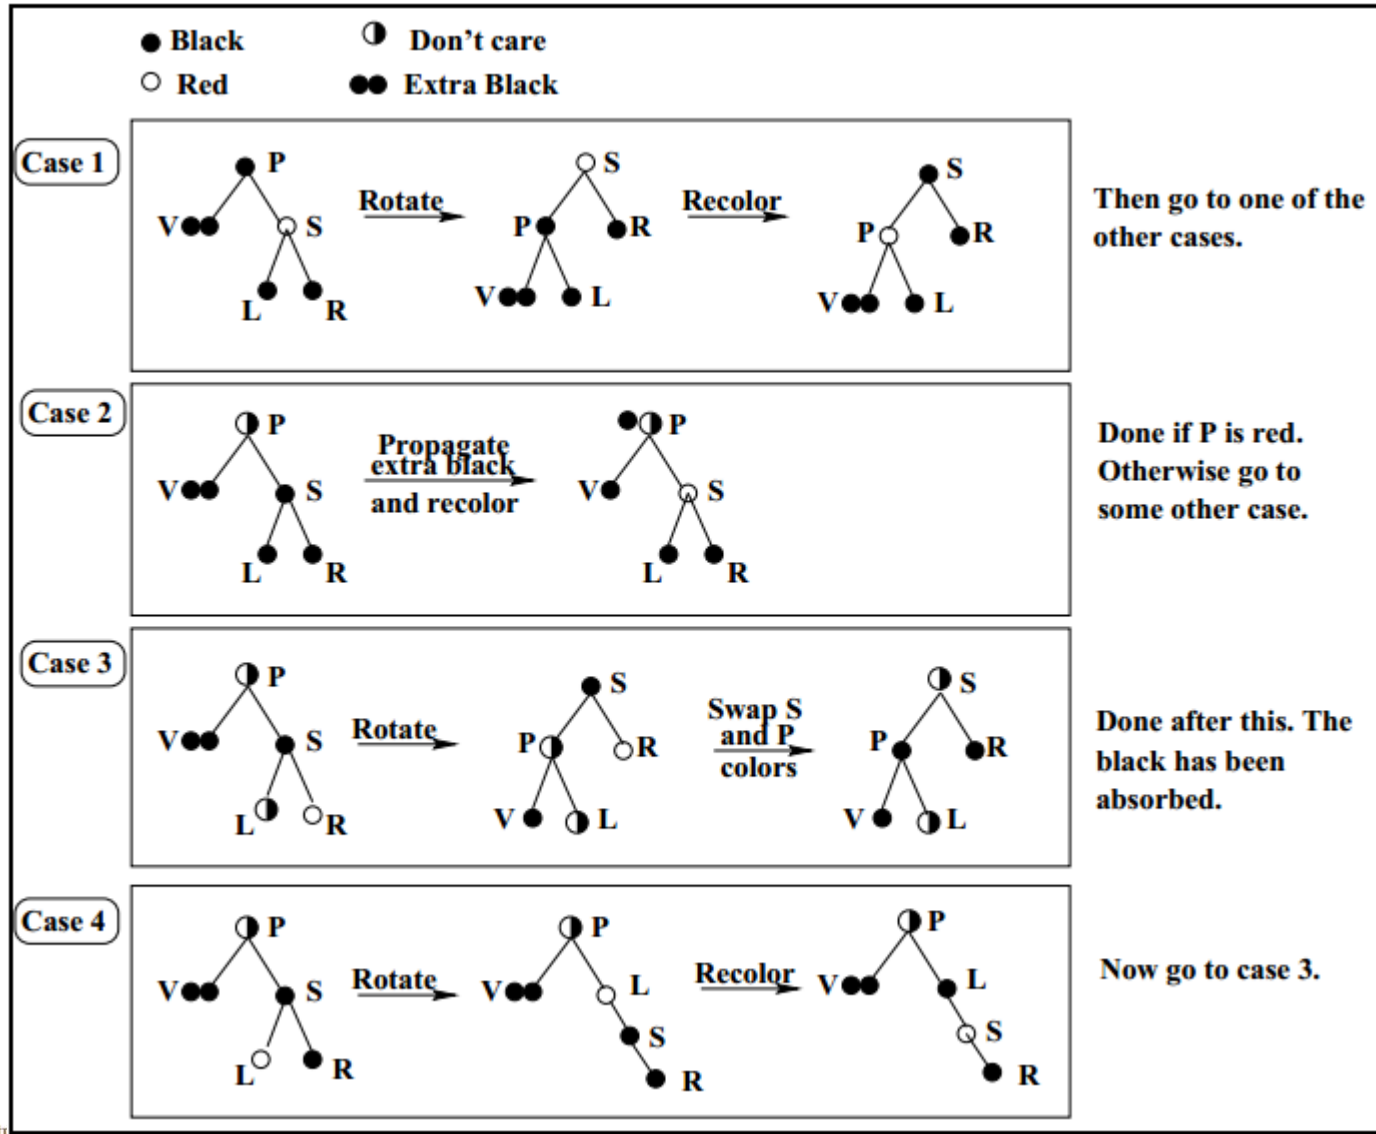 Black
Don't care
Red
Extra Black
Case 1
P
V
S
L
R
Rotate
S
P
R
V
L
Recolor
S
P
R
V
L
Then go to one of the
other cases.
Case 2
P
V
S
L
R
Propagate
extra black
and recolor
P
V
S
L
R
Done if P is red.
Otherwise go to
some other case.
Case 3
P
V
S
L
R
Rotate
S
P
R
V
L
Swap S
and P
colors
S
P
R
V
L
Done after this. The
black has been
absorbed.
Case 4
P
V
S
L
R
Rotate
P
V
L
S
R
Recolor
P
V
L
S
R
Now go to case 3.